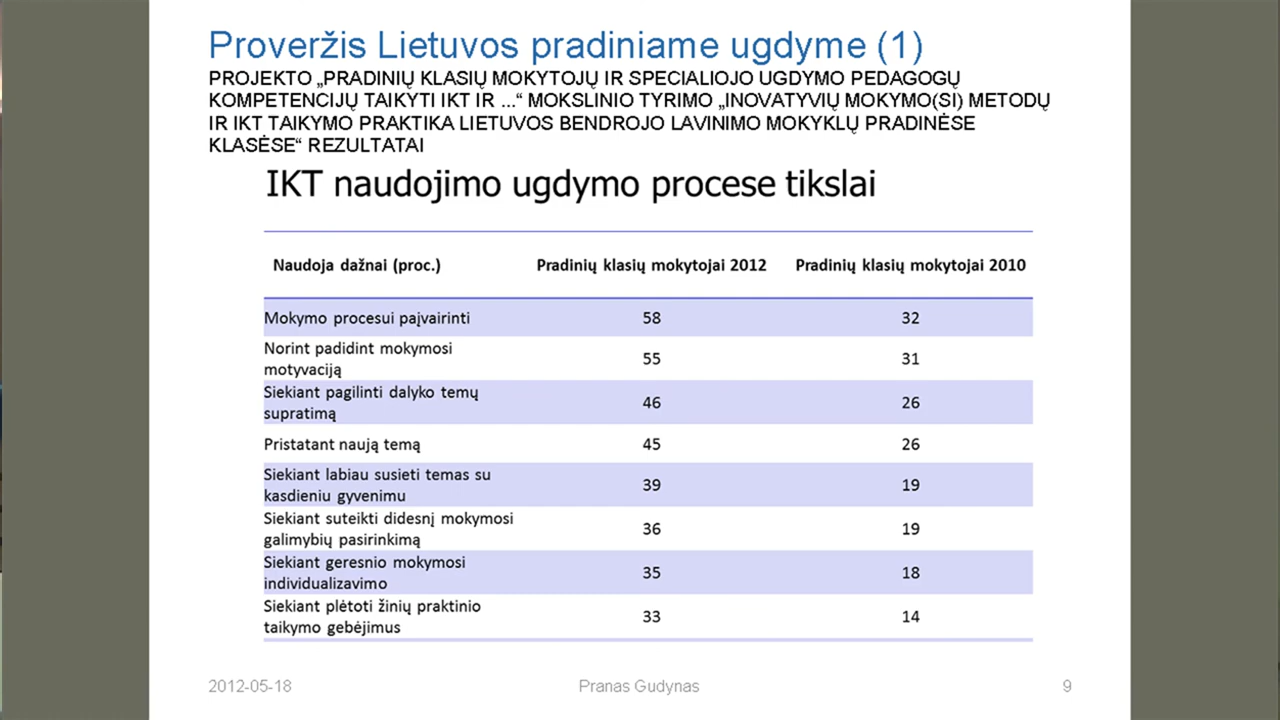 Proveržis Lietuvos pradiniame ugdyme (1)
PROJEKTO „PRADINIŲ KLASIŲ MOKYTOJŲ IR SPECIALIOJO UGDYMO PEDAGOGŲ
KOMPETENCIJŲ TAIKYTI IKT IR ...“ MOKSLINIO TYRIMO „INOVATYVIŲ MOKYMO(SI) METODŲ
IR IKT TAIKYMO PRAKTIKA LIETUVOS BENDROJO LAVINIMO MOKYKLŲ PRADINĖSE
KLASĖSE“ REZULTATAI
IKT naudojimo ugdymo procese tikslai
Naudoja dažnai (proc.) Pradinių klasių mokytojai 2012 Pradinių klasių mokytojai 2010
Mokymo procesui paįvairinti 58 32
Norint padidint mokymosi
motyvaciją 55 31
Siekiant pagilinti dalyko temų
supratimą 46 26
Pristatant naują temą 45 26
Siekiant labiau susieti temas su
kasdieniu gyvenimu 39 19
Siekiant suteikti didesnį mokymosi
galimybių pasirinkimą 36 19
Siekiant geresnio mokymosi
individualizavimo 35 18
Siekiant plėtoti žinių praktinio
taikymo gebėjimus 33 14
2012-05-18 Pranas Gudynas 9